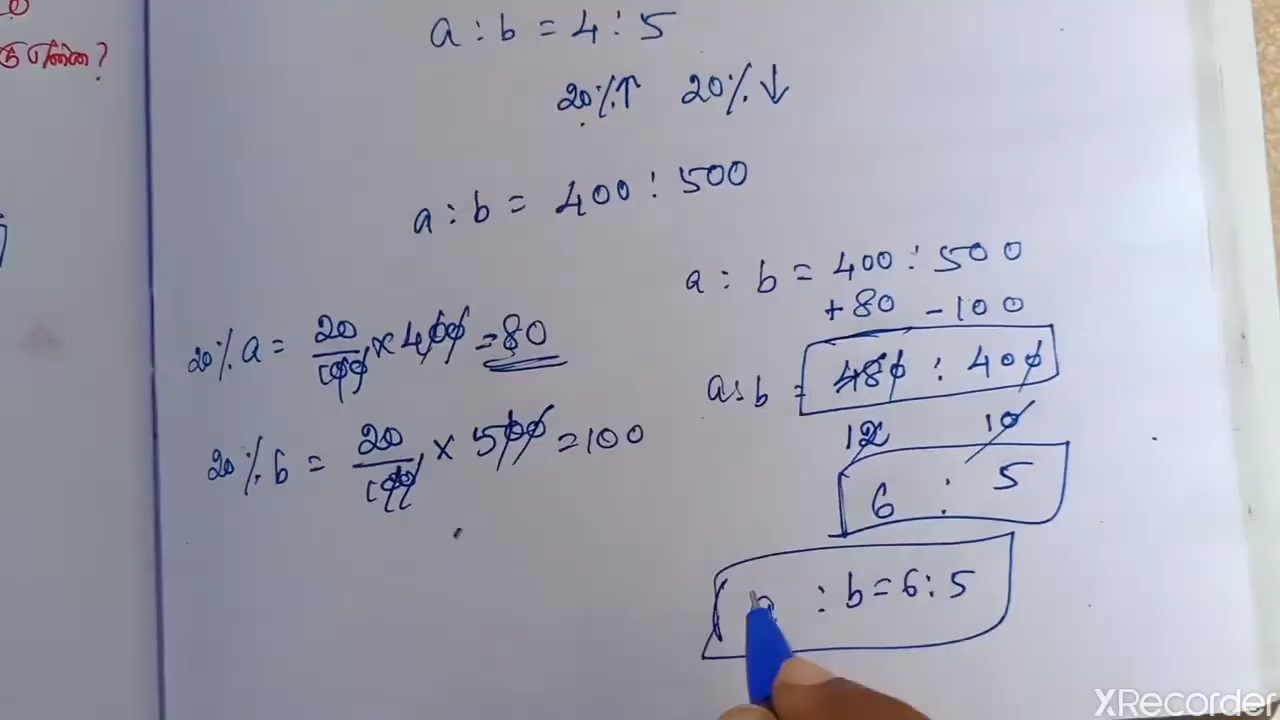 என்ன?
a : b = 4 : 5
20%↑ 20%↓
a : b = 400 : 500
20% a = 20/100 × 400 = 80
20% b = 20/100 × 500 = 100
a : b = 400 : 500
+80 -100
a : b = 480 : 400
12 10
6 : 5
: b = 6 : 5
XRecorder